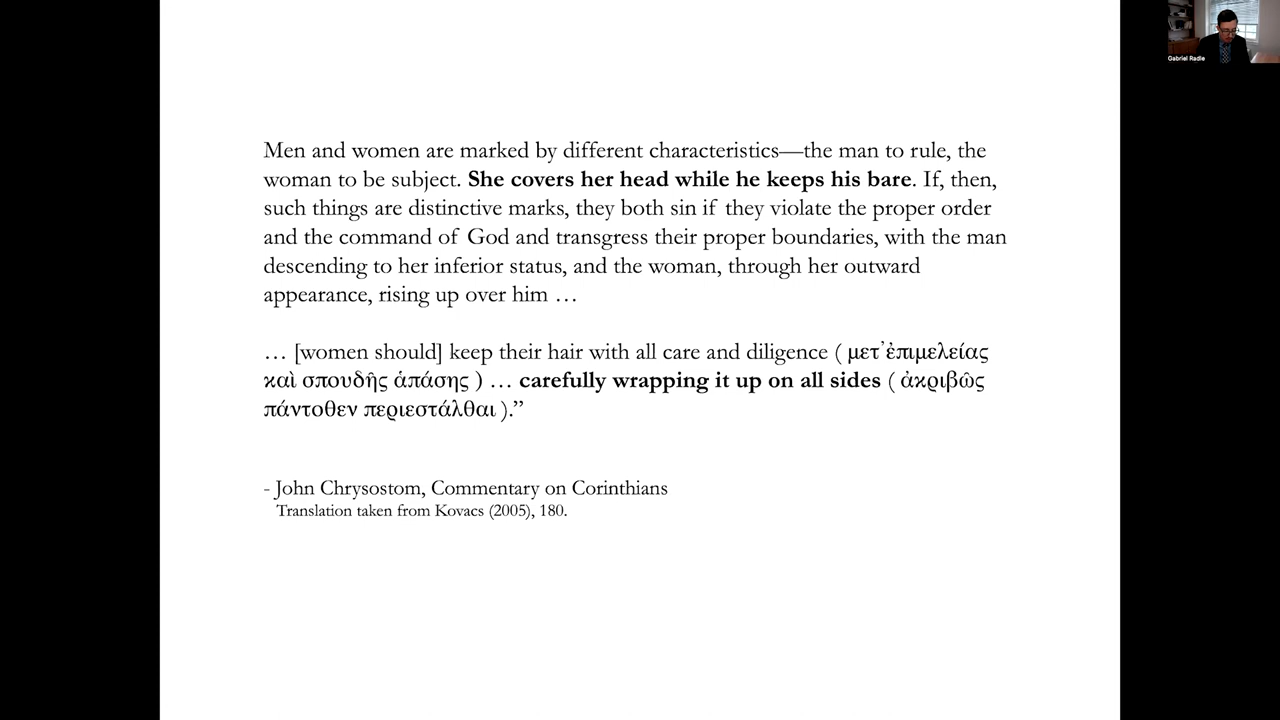 Men and women are marked by different characteristics—the man to rule, the
woman to be subject. She covers her head while he keeps his bare. If, then,
such things are distinctive marks, they both sin if they violate the proper order
and the command of God and transgress their proper boundaries, with the man
descending to her inferior status, and the woman, through her outward
appearance, rising up over him …
… [women should] keep their hair with all care and diligence ( μετ᾽ἐπιμελείας
καὶ σπουδῆς ἁπάσης ) … carefully wrapping it up on all sides ( ἀκριβῶς
πάντοθεν περιεστάλθαι ).”
- John Chrysostom, Commentary on Corinthians
Translation taken from Kovacs (2005), 180.
Gabriel Radle